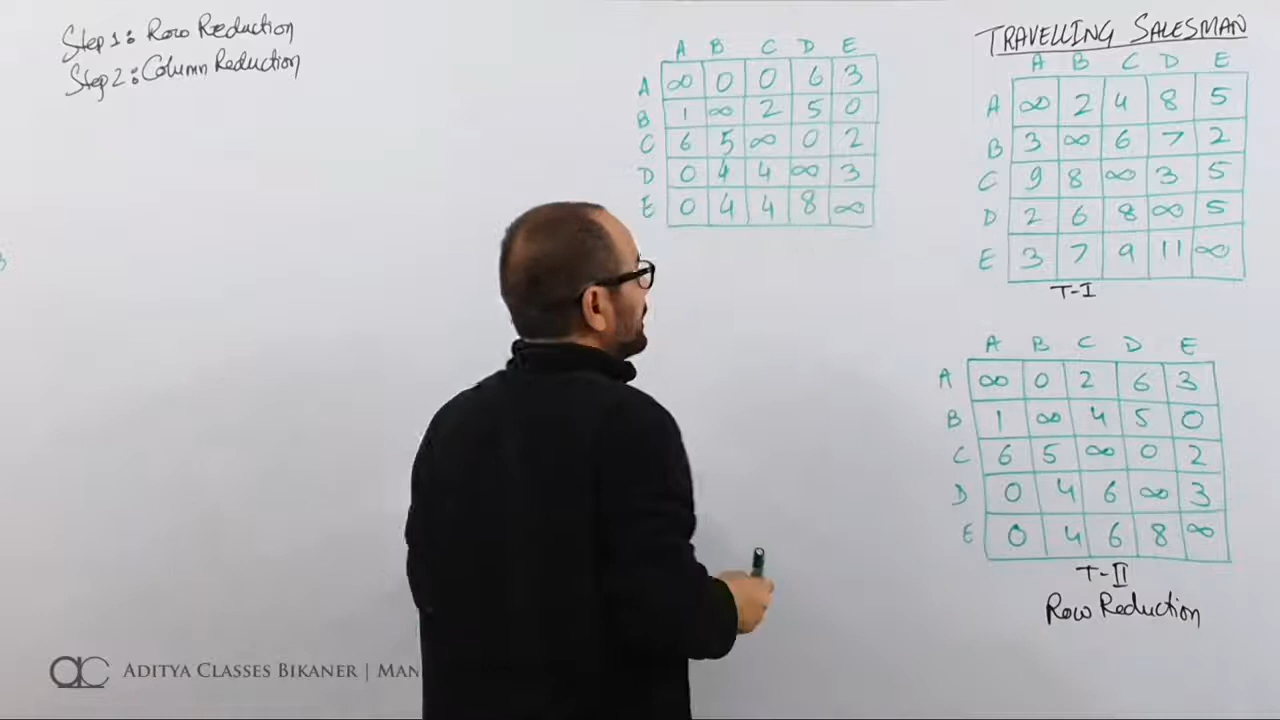 Step 1: Row Reduction
Step 2: Column Reduction
A B C D E
A ∞ 0 0 6 3
B 1 ∞ 2 5 0
C 6 5 ∞ 0 2
D 0 4 4 ∞ 3
E 0 4 4 8 ∞
TRAVELLING SALESMAN
A B C D E
A ∞ 2 4 8 5
B 3 ∞ 6 7 2
C 9 8 ∞ 3 5
D 2 6 8 ∞ 5
E 3 7 9 11 ∞
T-I
A B C D E
A ∞ 0 2 6 3
B 1 ∞ 4 5 0
C 6 5 ∞ 0 2
D 0 4 6 ∞ 3
E 0 4 6 8 ∞
T-II
Row Reduction
ac ADITYA CLASSES BIKANER | MAN